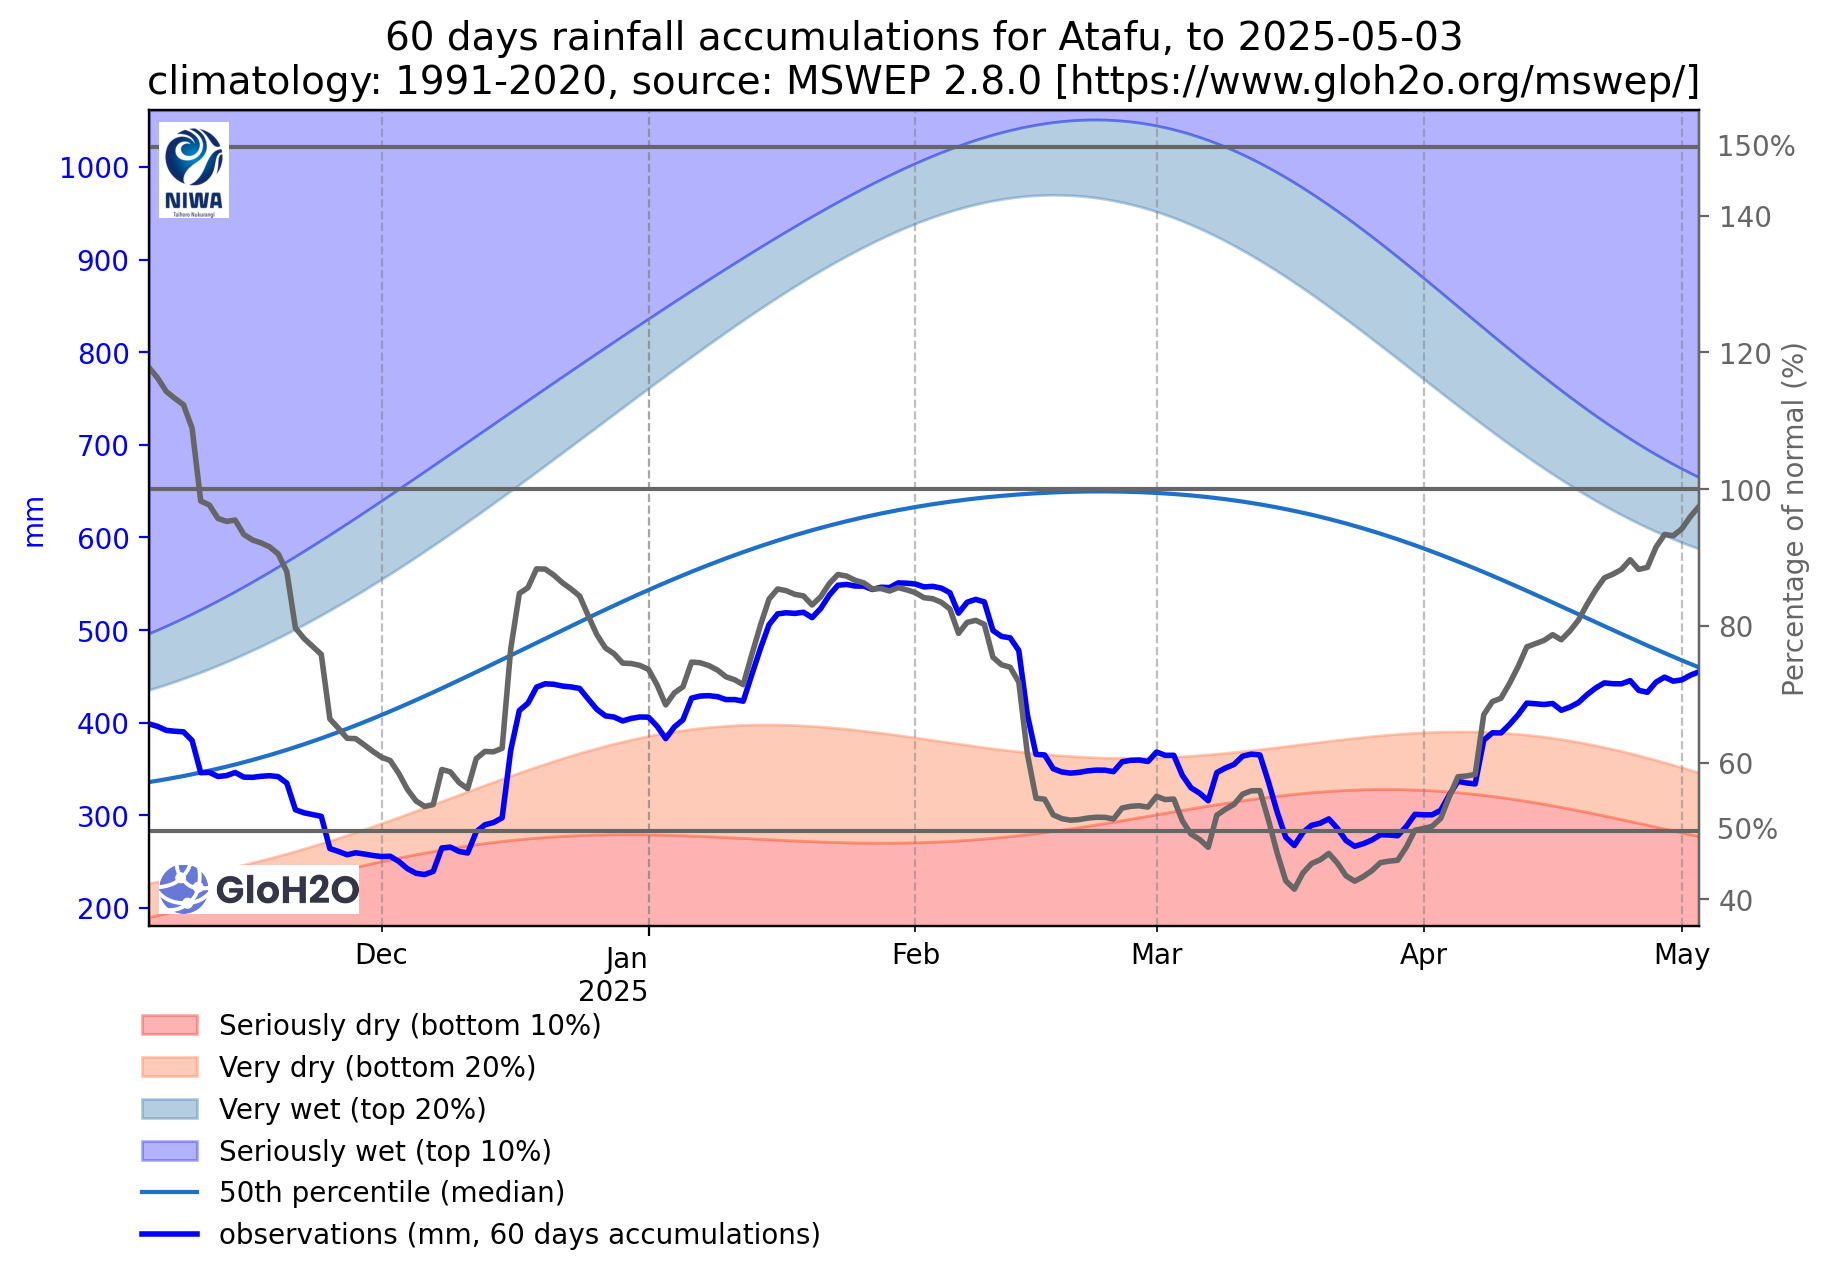 60 days rainfall accumulations for Atafu, to 2025-05-03
climatology: 1991-2020, source: MSWEP 2.8.0 [https://www.gloh2o.org/mswep/]
NIWA
Taihoro Nukurangi
1000
900
800
700
600
500
400
300
200
mm
150%
140
120
100
80
60
50%
40
Percentage of normal (%)
GloH2O
Dec
Jan
2025
Feb
Mar
Apr
May
Seriously dry (bottom 10%)
Very dry (bottom 20%)
Very wet (top 20%)
Seriously wet (top 10%)
50th percentile (median)
observations (mm, 60 days accumulations)